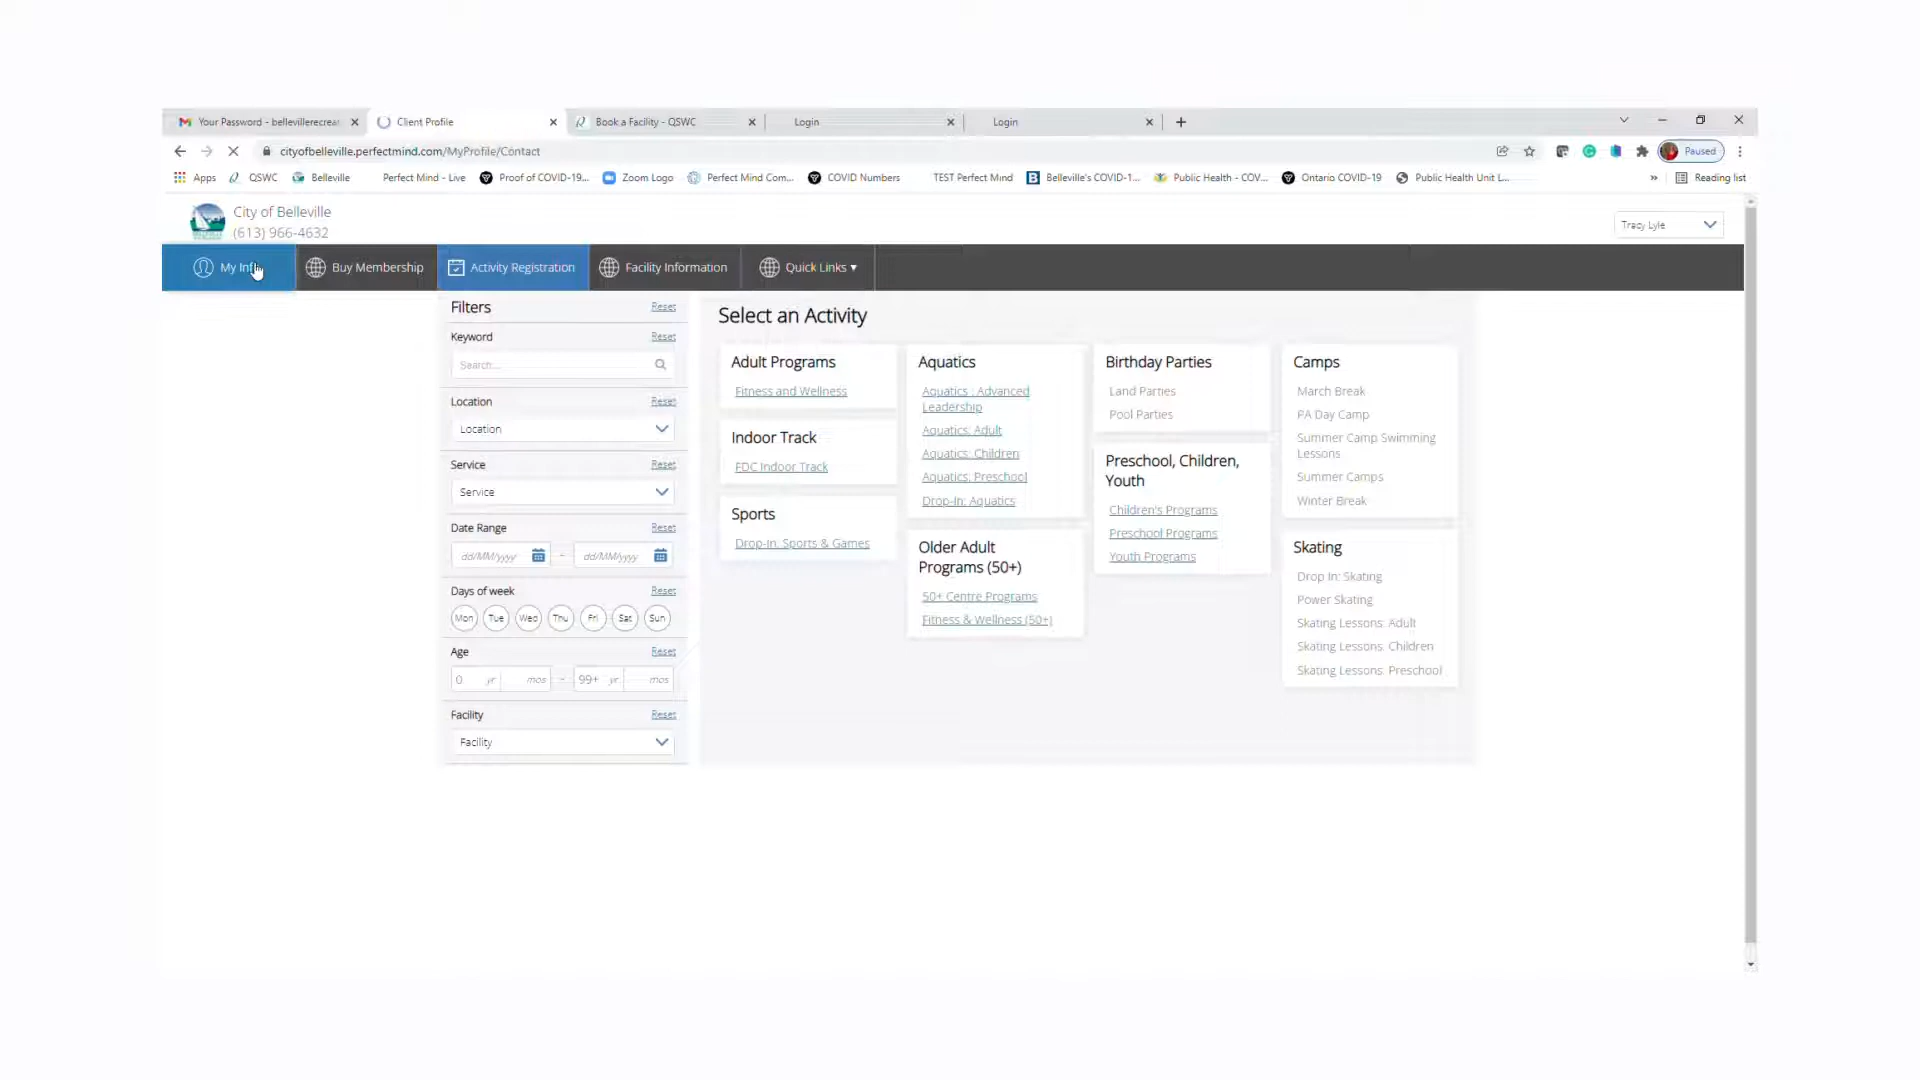 Your Password - bellevillerecreat
Client Profile
Book a Facility - QSWC
Login
Login
cityofbelleville.perfectmind.com/MyProfile/Contact
Paused
Apps
QSWC
Belleville
Perfect Mind - Live
Proof of COVID-19...
Zoom Logo
Perfect Mind Com...
COVID Numbers
TEST Perfect Mind
Belleville's COVID-1...
Public Health - COV...
Ontario COVID-19
Public Health Unit L...
»
Reading list
City of Belleville
(613) 966-4632
Tracy Lyle
My Info
Buy Membership
Activity Registration
Facility Information
Quick Links ▾
Filters
Reset
Keyword
Reset
Search...
Location
Reset
Location
Service
Reset
Service
Date Range
Reset
dd/MM/yyyy
-
dd/MM/yyyy
Days of week
Reset
Mon
Tue
Wed
Thu
Fri
Sat
Sun
Age
Reset
0 yr
mos
-
99+ yr
mos
Facility
Reset
Facility
Select an Activity
Adult Programs
Fitness and Wellness
Indoor Track
FDC Indoor Track
Sports
Drop-in: Sports & Games
Aquatics
Aquatics : Advanced
Leadership
Aquatics: Adult
Aquatics: Children
Aquatics: Preschool
Drop-In: Aquatics
Older Adult
Programs (50+)
50+ Centre Programs
Fitness & Wellness (50+)
Birthday Parties
Land Parties
Pool Parties
Preschool, Children,
Youth
Children's Programs
Preschool Programs
Youth Programs
Camps
March Break
PA Day Camp
Summer Camp Swimming
Lessons
Summer Camps
Winter Break
Skating
Drop In: Skating
Power Skating
Skating Lessons: Adult
Skating Lessons: Children
Skating Lessons: Preschool